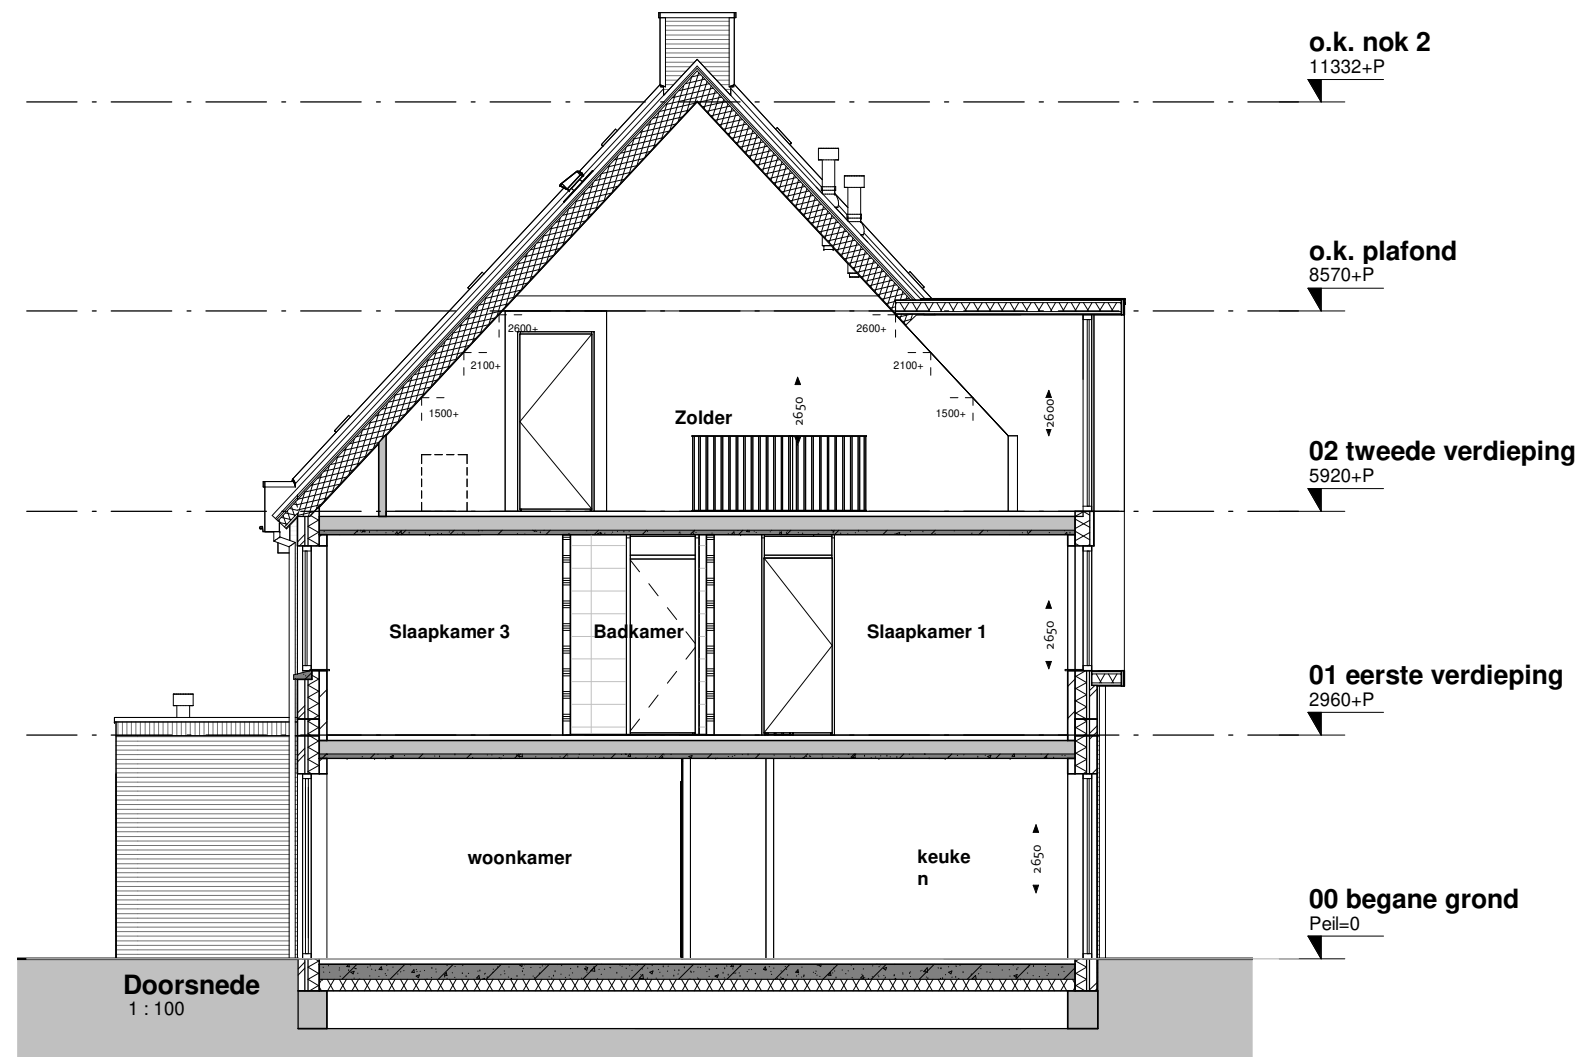 o.k. nok 2
11332+P
o.k. plafond
8570+P
2600+
2600+
2100+
2100+
1500+
1500+
Zolder
2650
2600
02 tweede verdieping
5920+P
Slaapkamer 3
Badkamer
Slaapkamer 1
2650
01 eerste verdieping
2960+P
woonkamer
keuke
n
2650
00 begane grond
Peil=0
Doorsnede
1 : 100